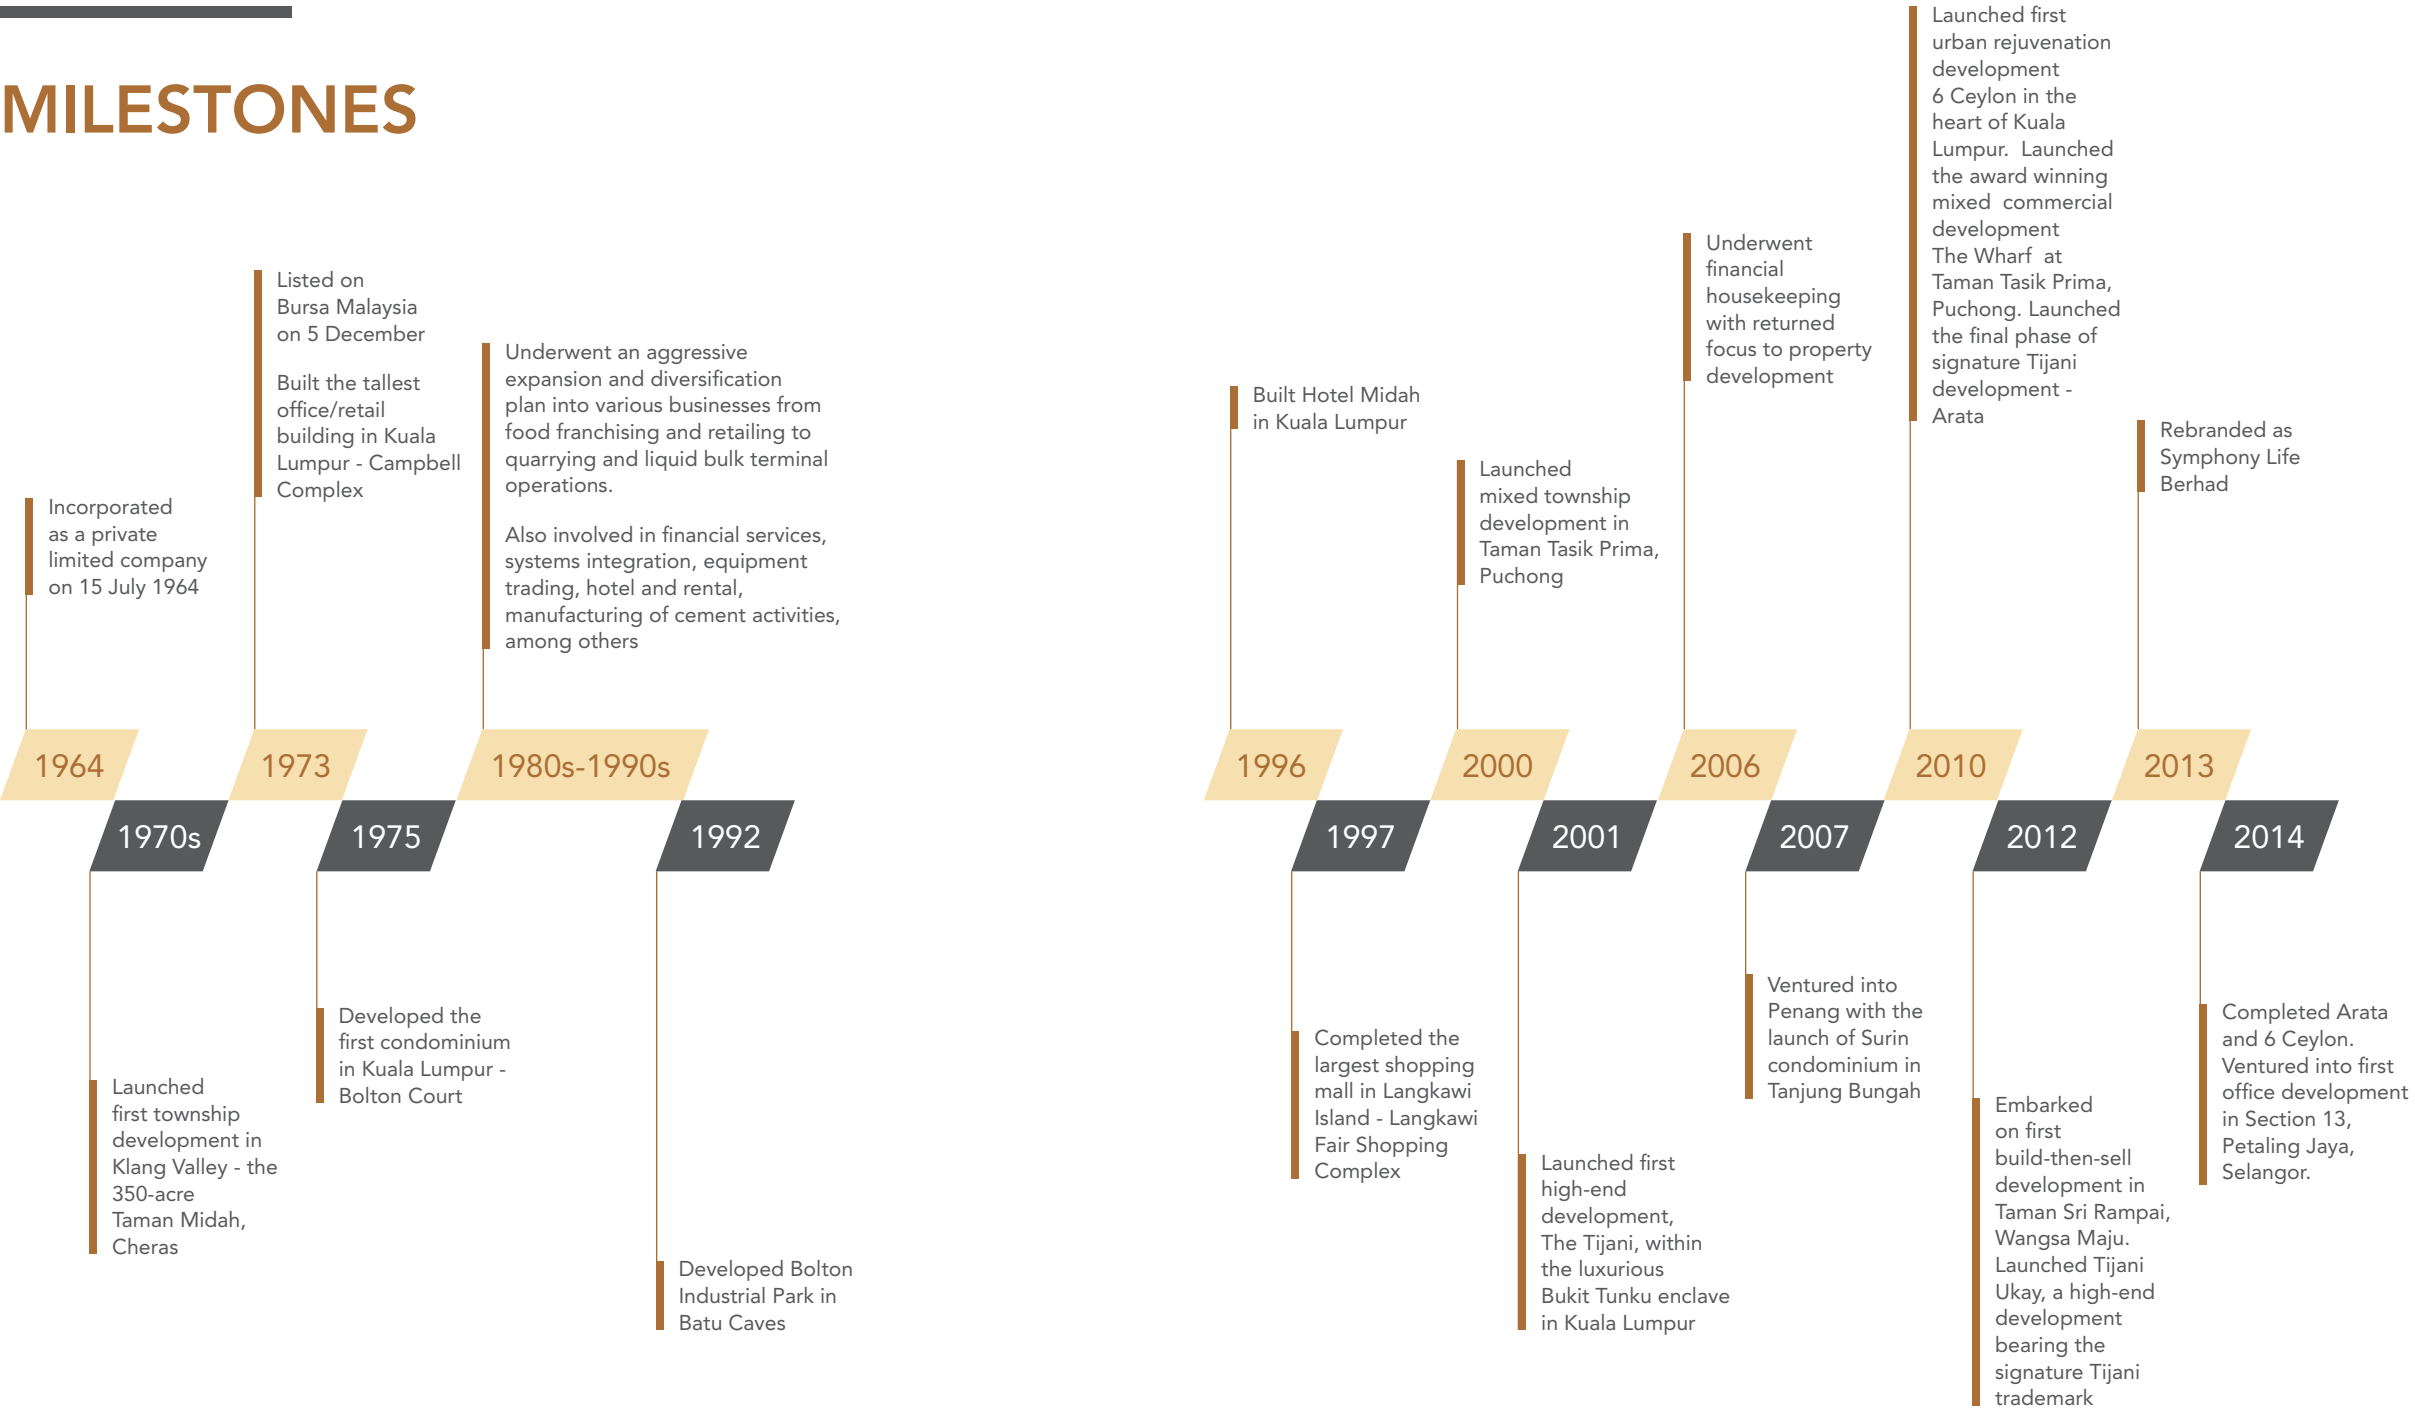 MILESTONES
Incorporated
as a private
limited company
on 15 July 1964
1964
1970s
Launched
first township
development in
Klang Valley - the
350-acre
Taman Midah,
Cheras
Listed on
Bursa Malaysia
on 5 December
Built the tallest
office/retail
building in Kuala
Lumpur - Campbell
Complex
1973
1975
Developed the
first condominium
in Kuala Lumpur -
Bolton Court
Underwent an aggressive
expansion and diversification
plan into various businesses from
food franchising and retailing to
quarrying and liquid bulk terminal
operations.
Also involved in financial services,
systems integration, equipment
trading, hotel and rental,
manufacturing of cement activities,
among others
1980s-1990s
1992
Developed Bolton
Industrial Park in
Batu Caves
Built Hotel Midah
in Kuala Lumpur
1996
1997
Completed the
largest shopping
mall in Langkawi
Island - Langkawi
Fair Shopping
Complex
Launched
mixed township
development in
Taman Tasik Prima,
Puchong
2000
2001
Launched first
high-end
development,
The Tijani, within
the luxurious
Bukit Tunku enclave
in Kuala Lumpur
Underwent
financial
housekeeping
with returned
focus to property
development
2006
2007
Ventured into
Penang with the
launch of Surin
condominium in
Tanjung Bungah
Launched first
urban rejuvenation
development
6 Ceylon in the
heart of Kuala
Lumpur.  Launched
the award winning
mixed  commercial
development
The Wharf  at
Taman Tasik Prima,
Puchong. Launched
the final phase of
signature Tijani
development -
Arata
2010
2012
Embarked
on first
build-then-sell
development in
Taman Sri Rampai,
Wangsa Maju.
Launched Tijani
Ukay, a high-end
development
bearing the
signature Tijani
trademark
Rebranded as
Symphony Life
Berhad
2013
2014
Completed Arata
and 6 Ceylon.
Ventured into first
office development
in Section 13,
Petaling Jaya,
Selangor.